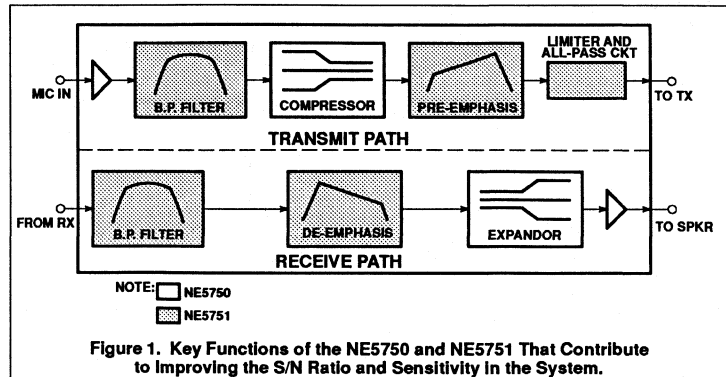 LIMITER AND
ALL-PASS CKT
MIC IN
B.P. FILTER
COMPRESSOR
PRE-EMPHASIS
TO TX
TRANSMIT PATH
FROM RX
B.P. FILTER
DE-EMPHASIS
EXPANDOR
TO SPKR
RECEIVE PATH
NOTE: NE5750
NE5751
Figure 1. Key Functions of the NE5750 and NE5751 That Contribute
to Improving the S/N Ratio and Sensitivity in the System.